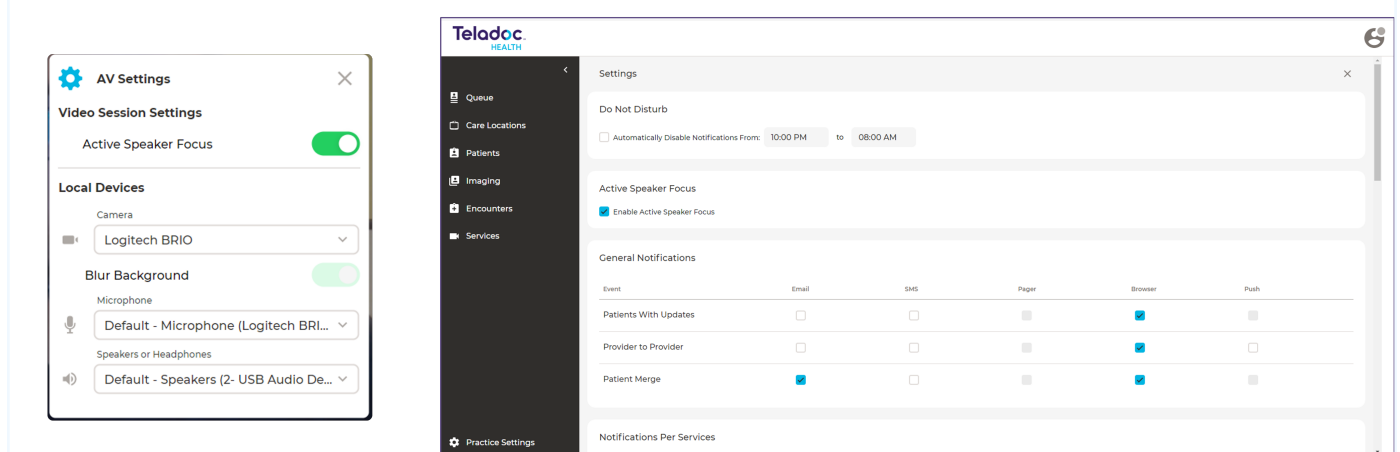 AV Settings
Video Session Settings
Active Speaker Focus
Local Devices
Camera
Logitech BRIO
Blur Background
Microphone
Default - Microphone (Logitech BRI...
Speakers or Headphones
Default - Speakers (2- USB Audio De...
Teladoc
HEALTH
Queue
Care Locations
Patients
Imaging
Encounters
Services
Practice Settings
Settings
Do Not Disturb
Automatically Disable Notifications From: 10:00 PM to 08:00 AM
Active Speaker Focus
Enable Active Speaker Focus
General Notifications
Event Email SMS Pager Browser Push
Patients With Updates
Provider to Provider
Patient Merge
Notifications Per Services